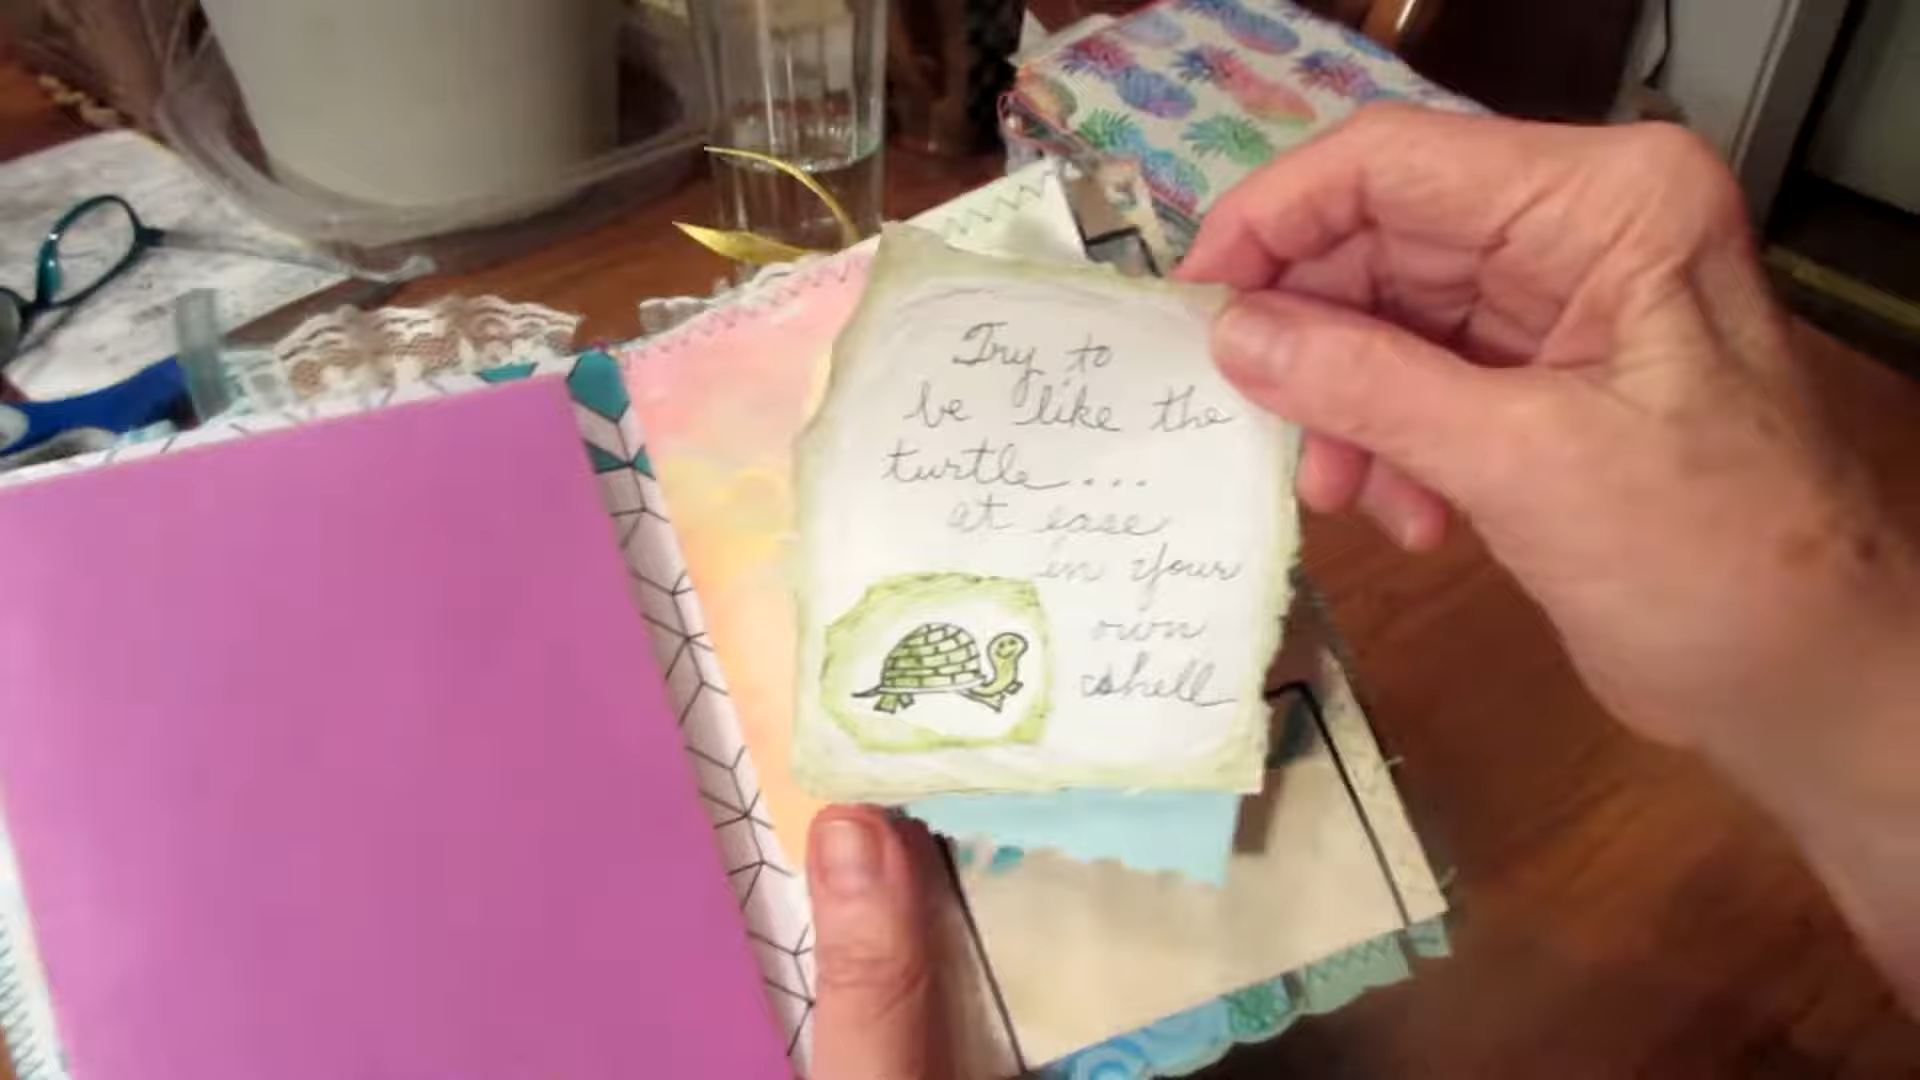 Try to
be like the
turtle...
at ease
in your
own
shell